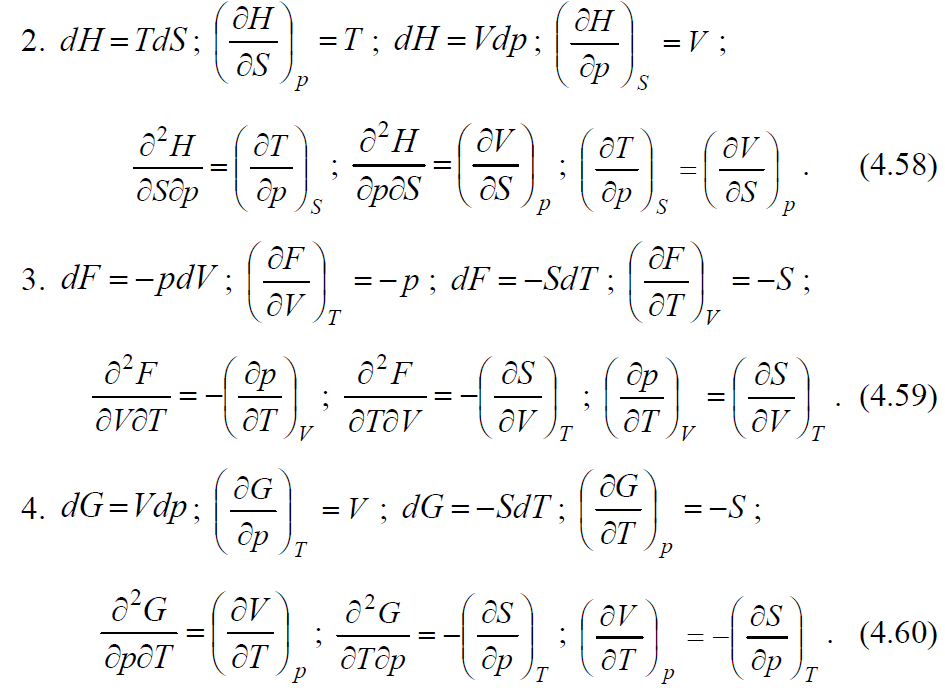 2. dH = TdS ; (∂H/∂S)_p = T ; dH = Vdp ; (∂H/∂p)_S = V ;
∂²H/∂S∂p = (∂T/∂p)_S ; ∂²H/∂p∂S = (∂V/∂S)_p ; (∂T/∂p)_S = (∂V/∂S)_p . (4.58)
3. dF = −pdV ; (∂F/∂V)_T = −p ; dF = −SdT ; (∂F/∂T)_V = −S ;
∂²F/∂V∂T = −(∂p/∂T)_V ; ∂²F/∂T∂V = −(∂S/∂V)_T ; (∂p/∂T)_V = (∂S/∂V)_T . (4.59)
4. dG = Vdp ; (∂G/∂p)_T = V ; dG = −SdT ; (∂G/∂T)_p = −S ;
∂²G/∂p∂T = (∂V/∂T)_p ; ∂²G/∂T∂p = −(∂S/∂p)_T ; (∂V/∂T)_p = −(∂S/∂p)_T . (4.60)